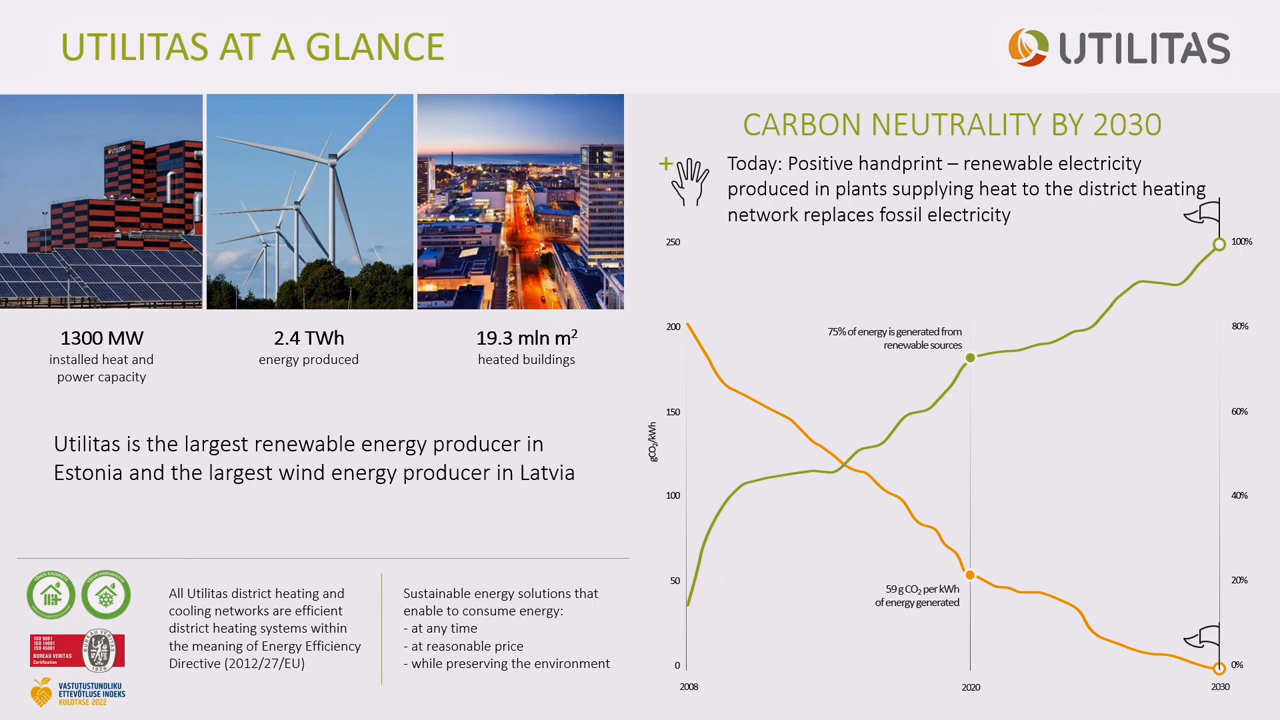 UTILITAS AT A GLANCE
UTILITAS
UTILITAS
1300 MW
installed heat and
power capacity
2.4 TWh
energy produced
19.3 mln m²
heated buildings
Utilitas is the largest renewable energy producer in
Estonia and the largest wind energy producer in Latvia
ISO 9001
ISO 14001
ISO 45001
BUREAU VERITAS
Certification
1828
VASTUTUSTUNDLIKU
ETTEVÕTLUSE INDEKS
KULDTASE 2022
All Utilitas district heating and
cooling networks are efficient
district heating systems within
the meaning of Energy Efficiency
Directive (2012/27/EU)
Sustainable energy solutions that
enable to consume energy:
- at any time
- at reasonable price
- while preserving the environment
CARBON NEUTRALITY BY 2030
+
Today: Positive handprint – renewable electricity
produced in plants supplying heat to the district heating
network replaces fossil electricity
250
200
150
100
50
0
gCO₂/kWh
75% of energy is generated from
renewable sources
59 g CO₂ per kWh
of energy generated
100%
80%
60%
40%
20%
0%
2008
2020
2030